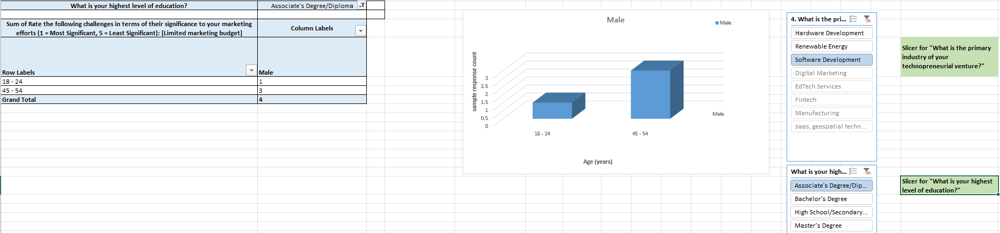 What is your highest level of education?
Associate's Degree/Diploma
Sum of Rate the following challenges in terms of their significance to your marketing
efforts (1 = Most Significant, 5 = Least Significant): [Limited marketing budget]
Column Labels
Row Labels
Male
18 - 24
1
45 - 54
3
Grand Total
4
Male
Male
sample response count
3
2.5
2
1.5
1
0.5
0
Male
18 - 24
45 - 54
Age (years)
4. What is the pri...
Hardware Development
Renewable Energy
Software Development
Digital Marketing
EdTech Services
Fintech
Manufacturing
saas, geospatial techn...
Slicer for "What is the primary
industry of your
technopreneurial venture?"
What is your high...
Associate's Degree/Dip...
Bachelor's Degree
High School/Secondary...
Master's Degree
Slicer for "What is your highest
level of education?"